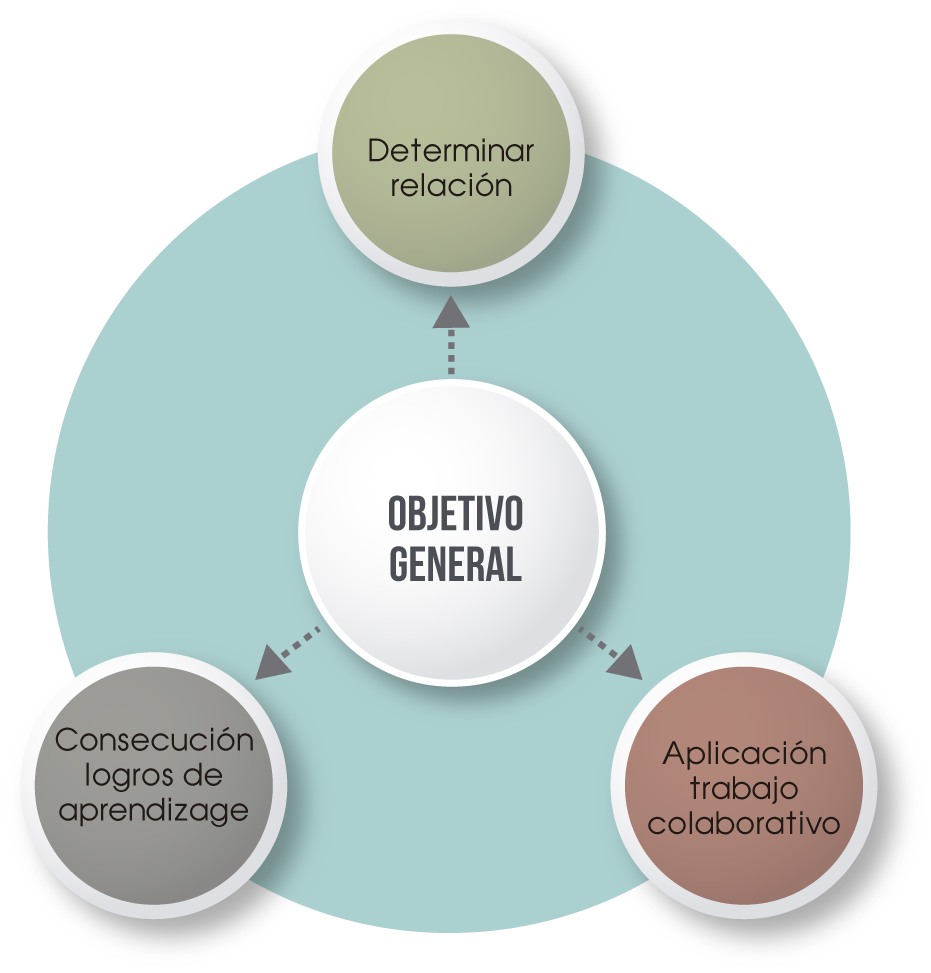 Determinar
relación
OBJETIVO
GENERAL
Consecución
logros de
aprendizage
Aplicación
trabajo
colaborativo